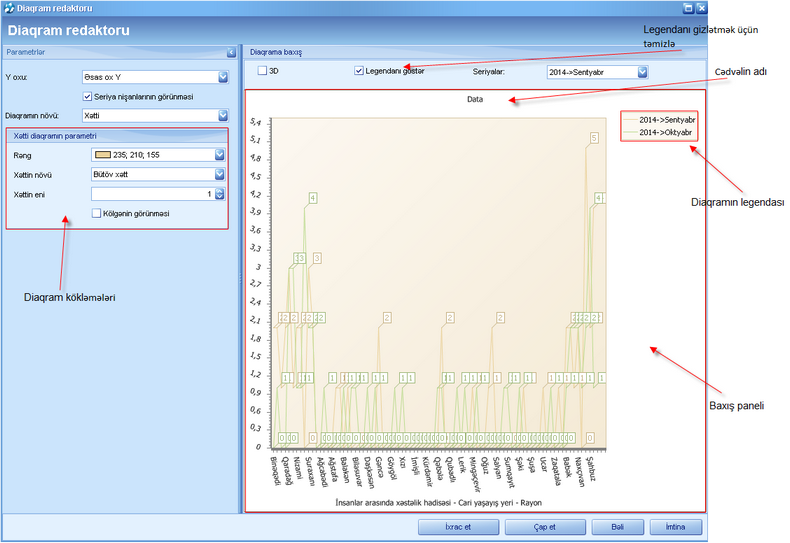 Diaqram redaktoru
Diaqram redaktoru
Parametrlər
Y oxu:
Əsas ox Y
Seriya nişanlarının görünməsi
Diaqramın növü:
Xətti
Xətti diaqramın parametri
Rəng
235; 210; 155
Xəttin növü
Bütöv xətt
Xəttin eni
1
Kölgənin görünməsi
Diaqram kökləmələri
Diaqrama baxış
3D
Legendanı göstər
Seriyalar:
2014->Sentyabr
Data
5,4
5,1
4,8
4,5
4,2
3,9
3,6
3,3
3
2,7
2,4
2,1
1,8
1,5
1,2
0,9
0,6
0,3
0
Binəqədi
Qaradağ
Nizami
Suraxanı
Ağcabədi
Ağstafa
Balakən
Biləsuvar
Daşkəsən
Gəncə
Göygöl
Xızı
İmişli
Kürdəmir
Qəbələ
Qubadlı
Lerik
Mingəçevir
Oğuz
Salyan
Sumqayıt
Şəki
Şuşa
Ucar
Zaqatala
Babək
Naxçıvan
Şahbuz
İnsanlar arasında xəstəlik hadisəsi - Cari yaşayış yeri - Rayon
2014->Sentyabr
2014->Oktyabr
Legendanı gizlətmək üçün
təmizlə
Cədvəlin adı
Diaqramın legendası
Baxış paneli
İxrac et
Çap et
Bəli
İmtina